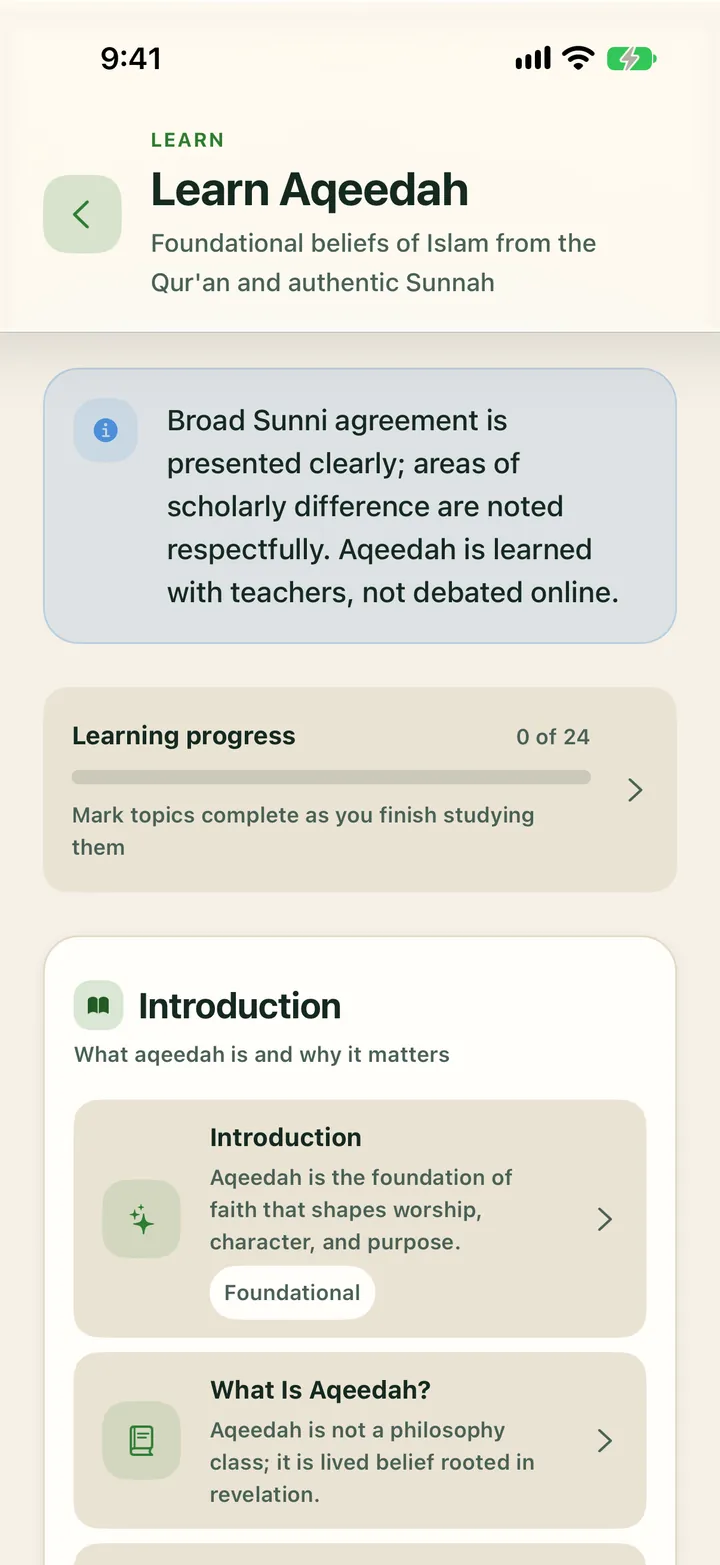 9:41
LEARN
Learn Aqeedah
Foundational beliefs of Islam from the
Qur'an and authentic Sunnah
Broad Sunni agreement is
presented clearly; areas of
scholarly difference are noted
respectfully. Aqeedah is learned
with teachers, not debated online.
Learning progress
0 of 24
Mark topics complete as you finish studying
them
Introduction
What aqeedah is and why it matters
Introduction
Aqeedah is the foundation of
faith that shapes worship,
character, and purpose.
Foundational
What Is Aqeedah?
Aqeedah is not a philosophy
class; it is lived belief rooted in
revelation.